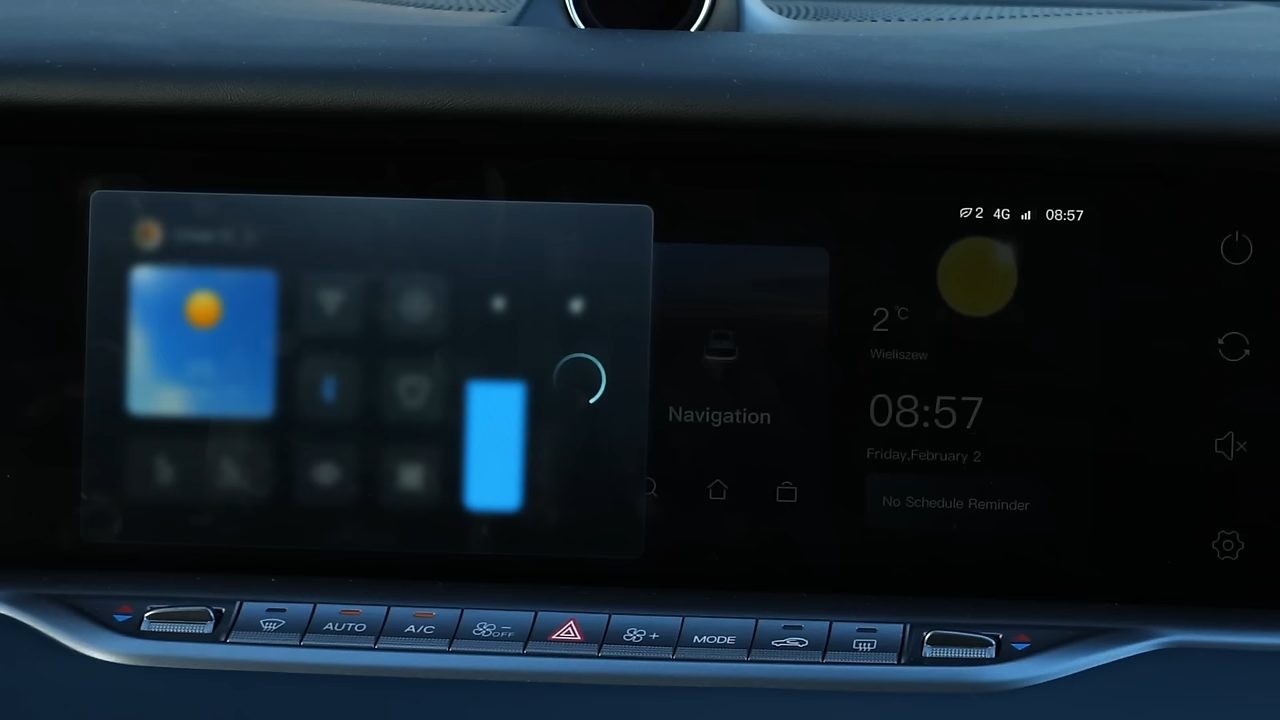 2 4G 08:57
2°C
Wieliszew
Navigation
08:57
Friday,February 2
No Schedule Reminder
AUTO
A/C
OFF
MODE